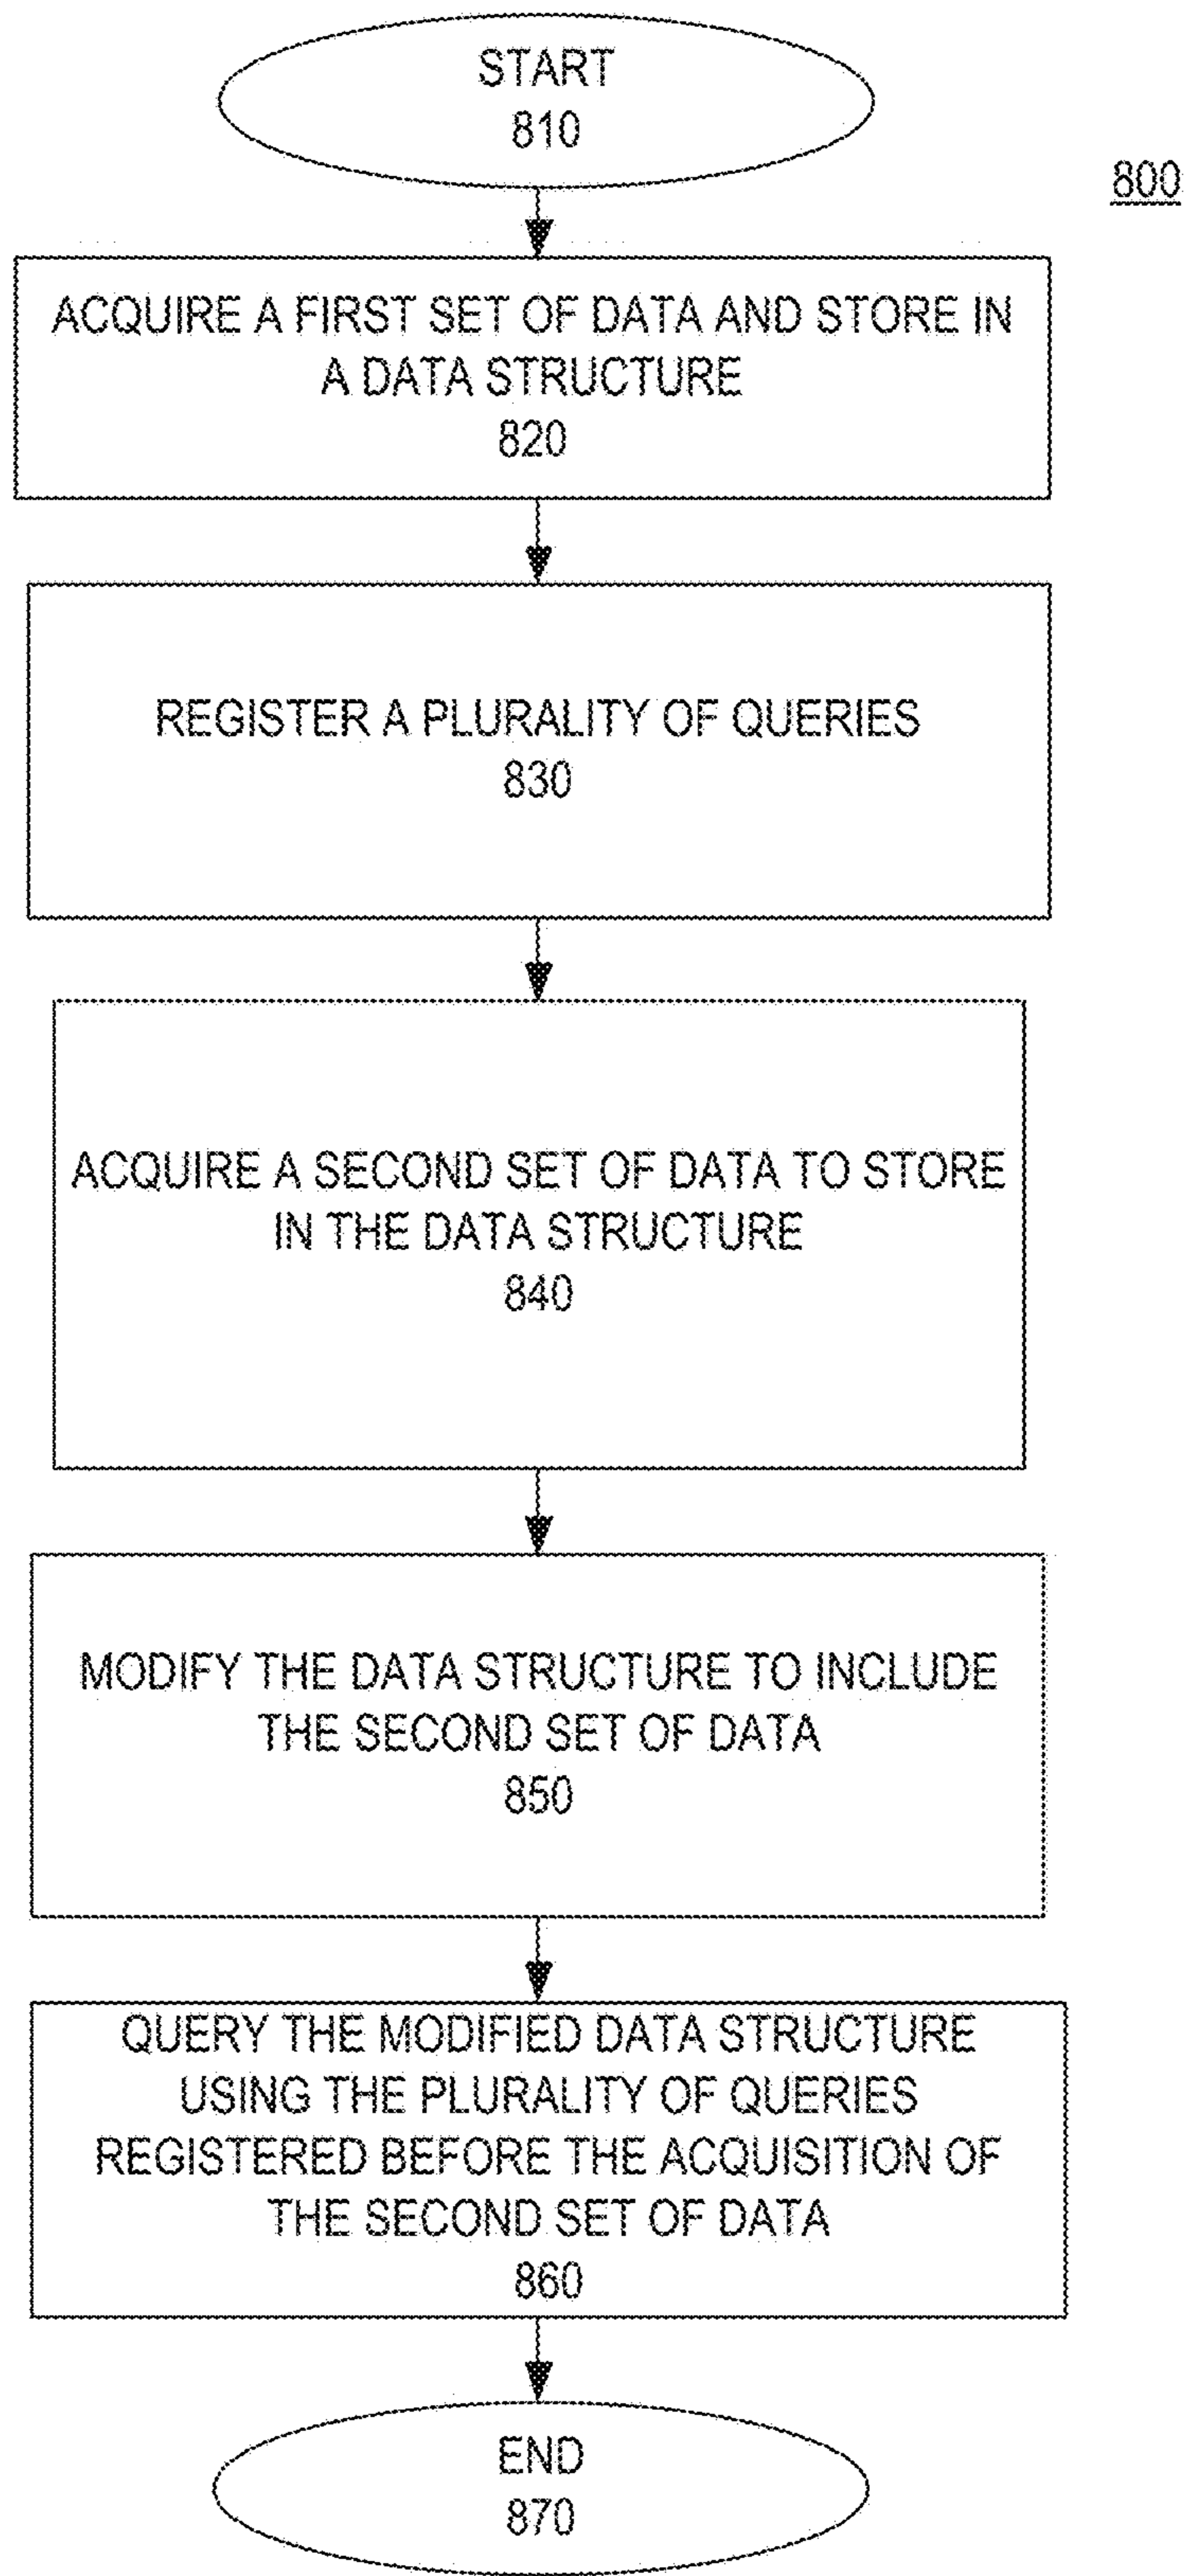 START
810
800
ACQUIRE A FIRST SET OF DATA AND STORE IN
A DATA STRUCTURE
820
REGISTER A PLURALITY OF QUERIES
830
ACQUIRE A SECOND SET OF DATA TO STORE
IN THE DATA STRUCTURE
840
MODIFY THE DATA STRUCTURE TO INCLUDE
THE SECOND SET OF DATA
850
QUERY THE MODIFIED DATA STRUCTURE
USING THE PLURALITY OF QUERIES
REGISTERED BEFORE THE ACQUISITION OF
THE SECOND SET OF DATA
860
END
870